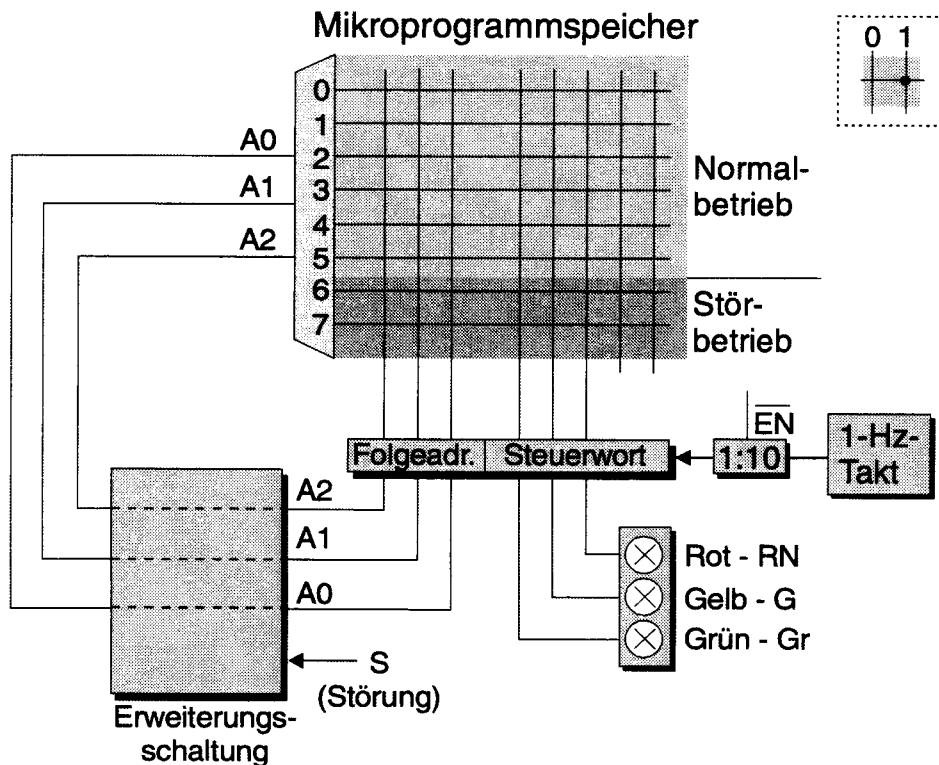 Mikroprogrammspeicher
0 1
0
1
A0
2
A1
3
Normal-
betrieb
4
A2
5
6
Stör-
betrieb
7
EN
Folgeadr. Steuerwort
1:10
1-Hz-
Takt
A2
A1
A0
Rot - RN
Gelb - G
Grün - Gr
S
(Störung)
Erweiterungs-
schaltung